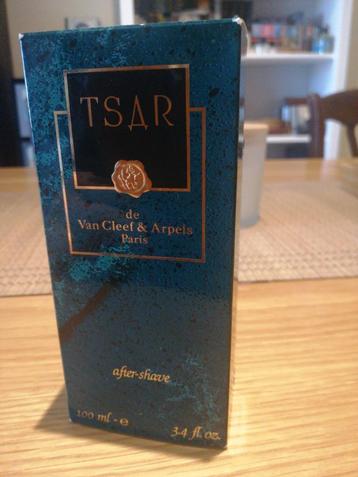 TSAR
de
Van Cleef & Arpels
Paris
after-shave
100 ml - e
3.4 fl. oz.